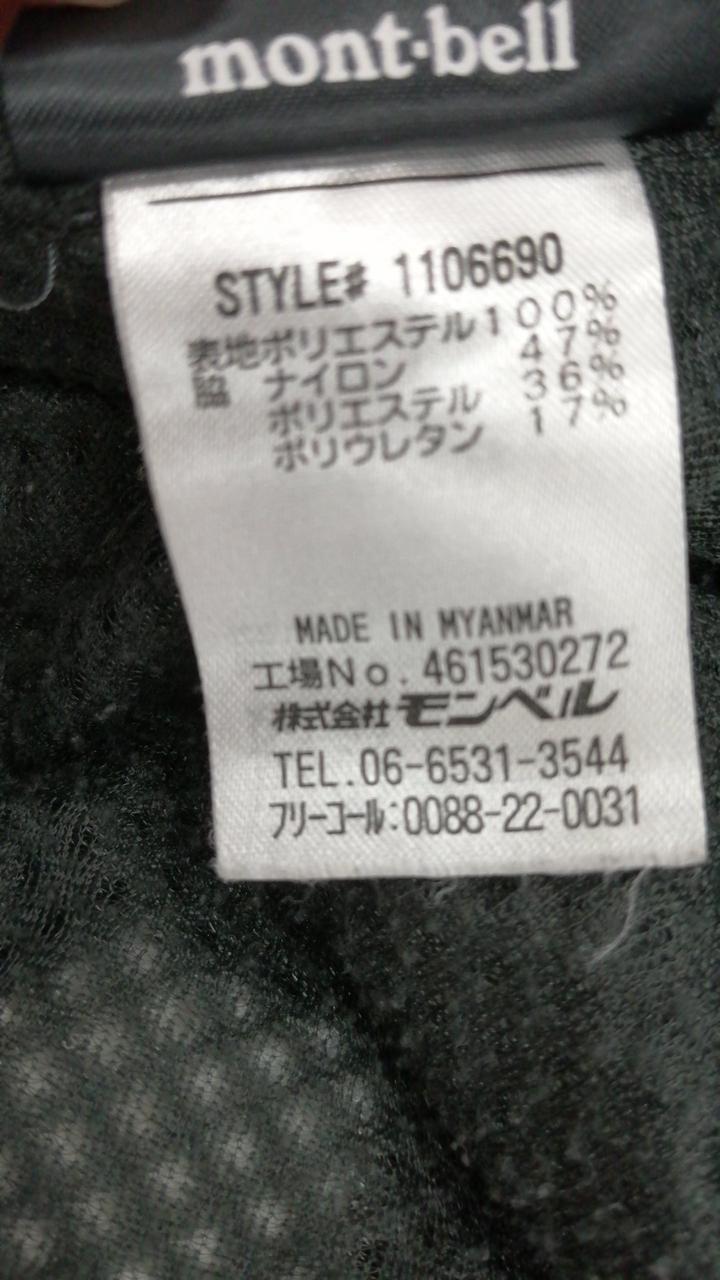 mont-bell
STYLE# 1106690
表地ポリエステル100%
脇 ナイロン 47%
ポリエステル 36%
ポリウレタン 17%
MADE IN MYANMAR
工場No.461530272
株式会社モンベル
TEL.06-6531-3544
フリーコール:0088-22-0031